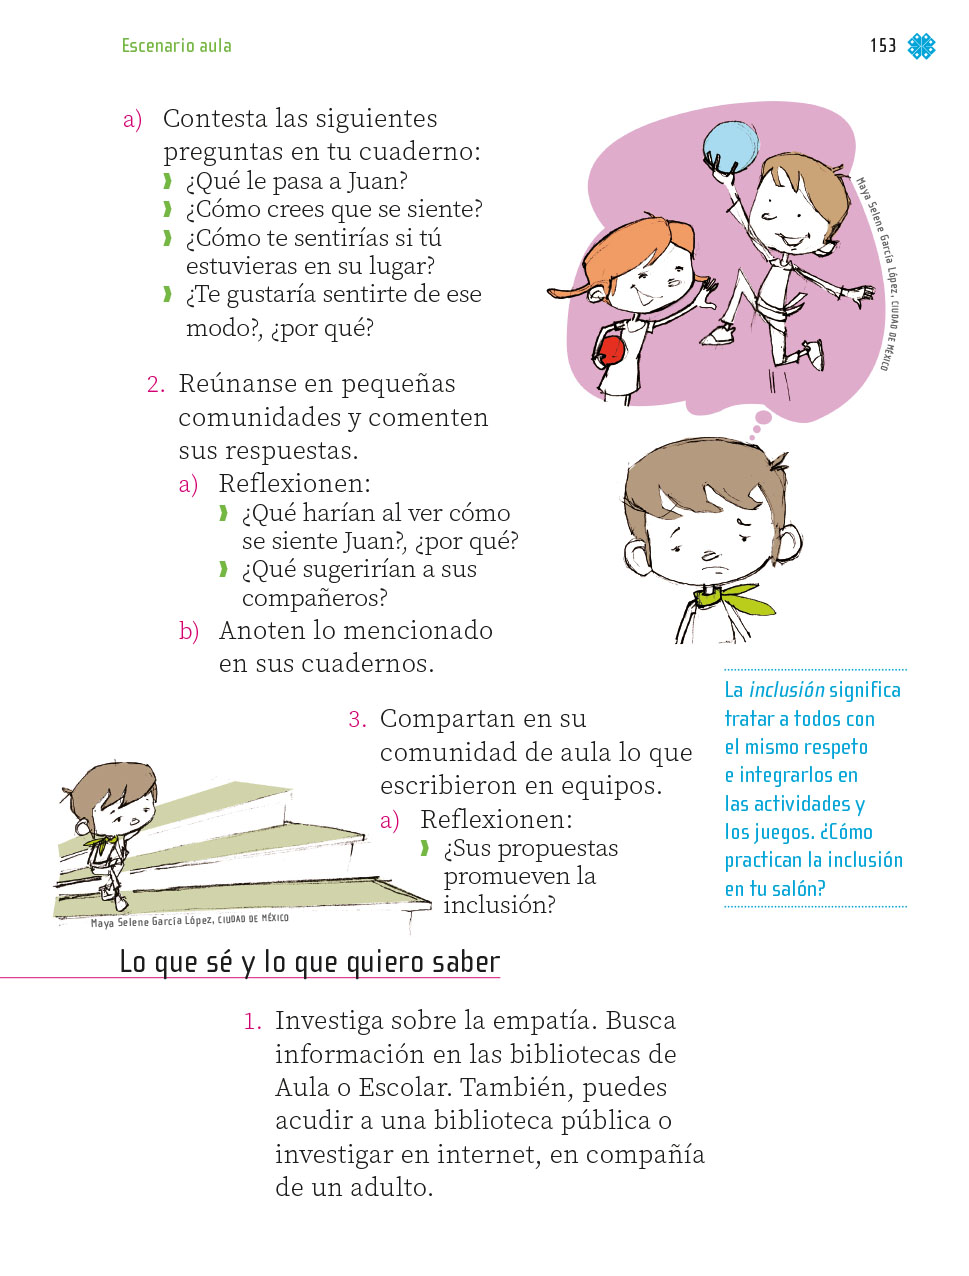 Escenario aula
153
a) Contesta las siguientes
preguntas en tu cuaderno:
¿Qué le pasa a Juan?
¿Cómo crees que se siente?
¿Cómo te sentirías si tú
estuvieras en su lugar?
¿Te gustaría sentirte de ese
modo?, ¿por qué?
Maya Selene García López, CIUDAD DE MÉXICO
2. Reúnanse en pequeñas
comunidades y comenten
sus respuestas.
a) Reflexionen:
¿Qué harían al ver cómo
se siente Juan?, ¿por qué?
¿Qué sugerirían a sus
compañeros?
b) Anoten lo mencionado
en sus cuadernos.
La inclusión significa
tratar a todos con
el mismo respeto
e integrarlos en
las actividades y
los juegos. ¿Cómo
practican la inclusión
en tu salón?
3. Compartan en su
comunidad de aula lo que
escribieron en equipos.
a) Reflexionen:
¿Sus propuestas
promueven la
inclusión?
Maya Selene García López, CIUDAD DE MÉXICO
Lo que sé y lo que quiero saber
1. Investiga sobre la empatía. Busca
información en las bibliotecas de
Aula o Escolar. También, puedes
acudir a una biblioteca pública o
investigar en internet, en compañía
de un adulto.